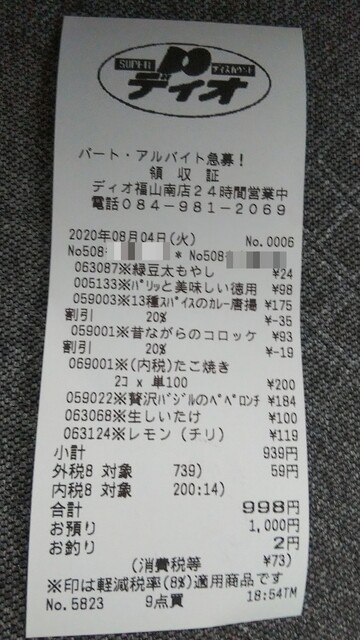 SUPER ディスカウント
ディオ
パート・アルバイト急募!
領収証
ディオ福山南店24時間営業中
電話084-981-2069
2020年08月04日(火) No.0006
No508- * No508-
063087※緑豆太もやし ¥24
005133※パリッと美味しい徳用 ¥98
059003※13種スパイスのカレー唐揚 ¥175
割引 20% ¥-35
059001※昔ながらのコロッケ ¥93
割引 20% ¥-19
069001※(内税)たこ焼き
2コ x 単100 ¥200
059022※贅沢バジルのペペロンチ ¥184
063068※生しいたけ ¥100
063124※レモン(チリ) ¥119
小計 939円
外税8 対象 739) 59円
内税8 対象 200:14)
合計 998円
お預り 1,000円
お釣り 2円
(消費税等 ¥73)
※印は軽減税率(8%)適用商品です
No.5823 9点買 18:54TM